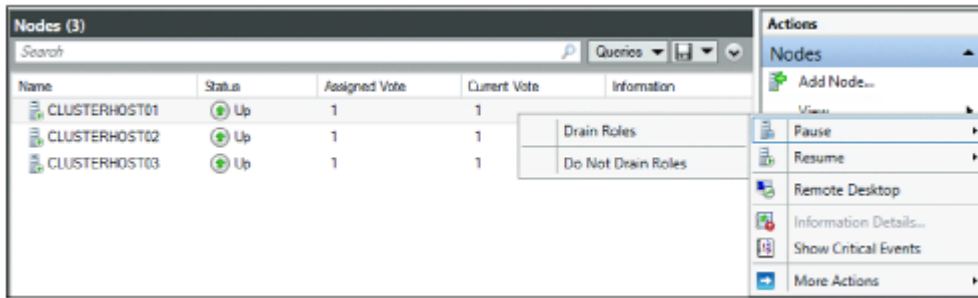 Nodes (3)
Search
Queries
Name Status Assigned Vote Current Vote Information
CLUSTERHOST01 Up 1 1
CLUSTERHOST02 Up 1 1
CLUSTERHOST03 Up 1 1
Drain Roles
Do Not Drain Roles
Actions
Nodes
Add Node...
View
Pause
Resume
Remote Desktop
Information Details...
Show Critical Events
More Actions